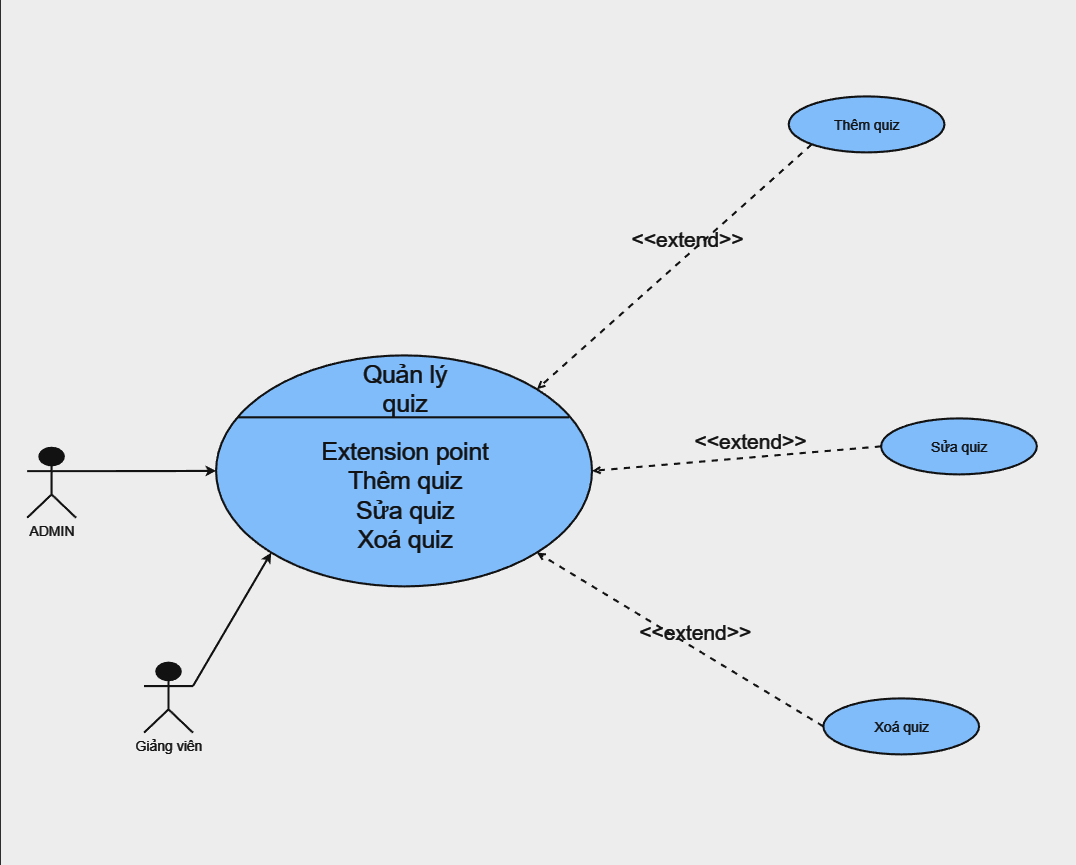 Thêm quiz
<<extend>>
Quản lý
quiz
Extension point
Thêm quiz
Sửa quiz
Xoá quiz
<<extend>>
Sửa quiz
ADMIN
<<extend>>
Giảng viên
Xoá quiz